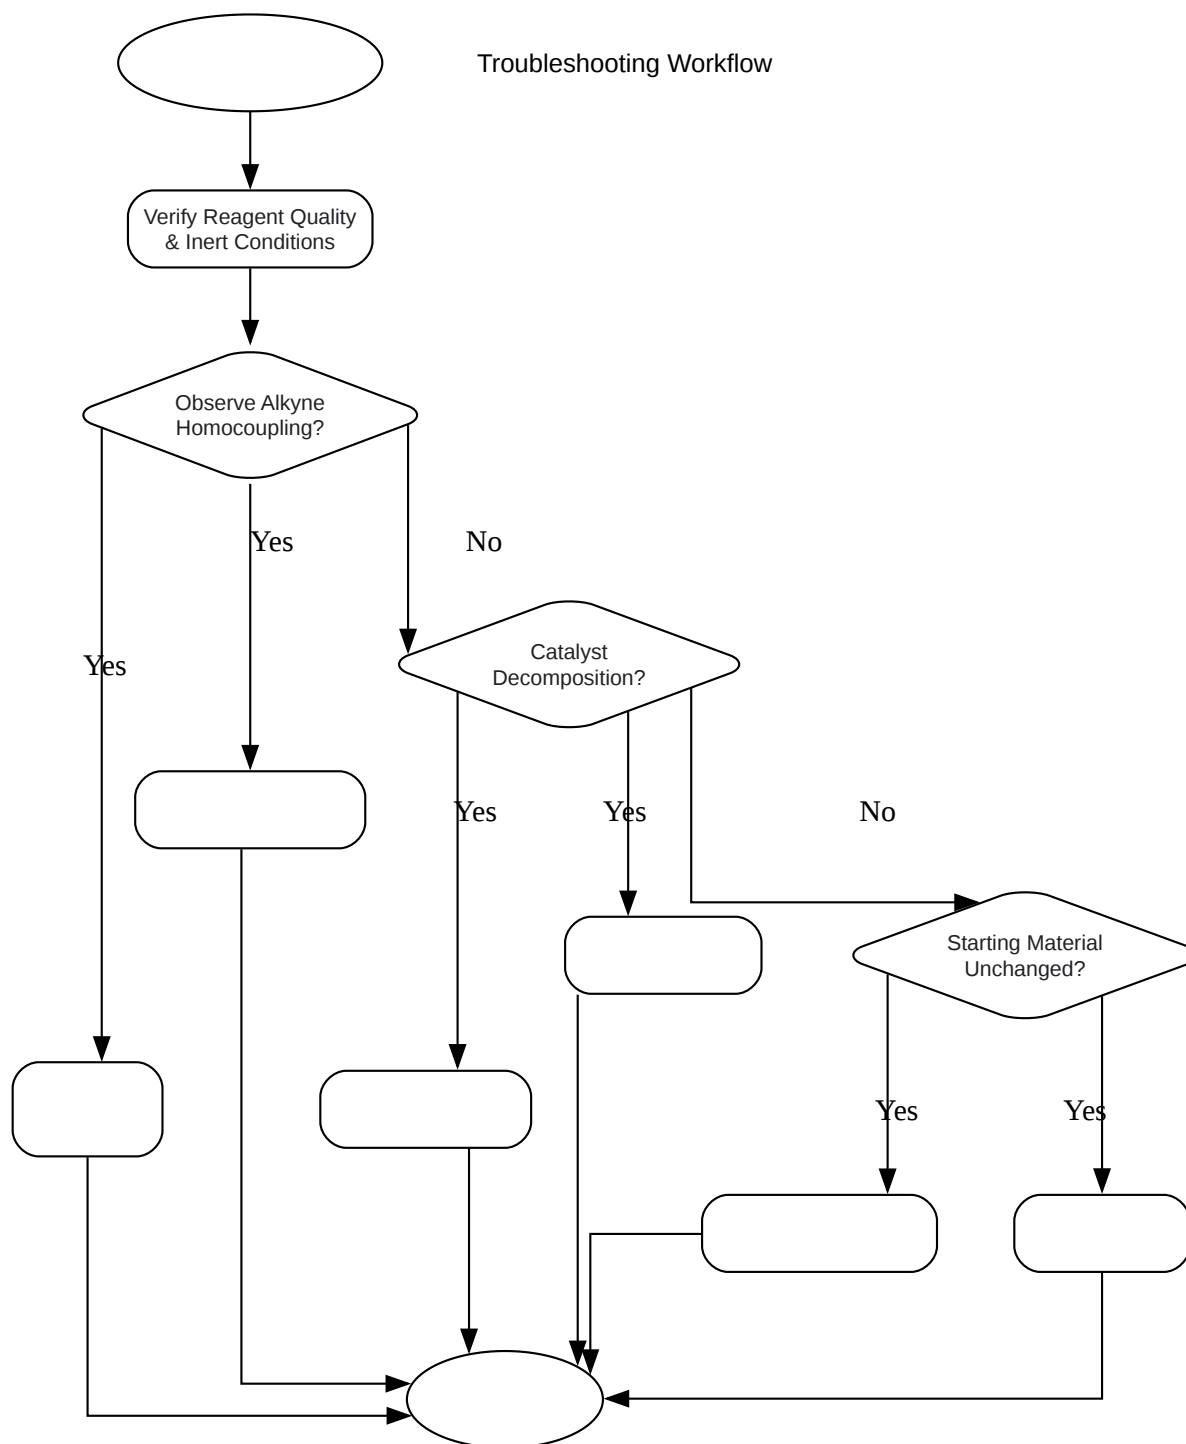 Troubleshooting Workflow
Verify Reagent Quality
& Inert Conditions
Observe Alkyne
Homocoupling?
Yes
No
Yes
Catalyst
Decomposition?
Yes
Yes
No
Starting Material
Unchanged?
Yes
Yes